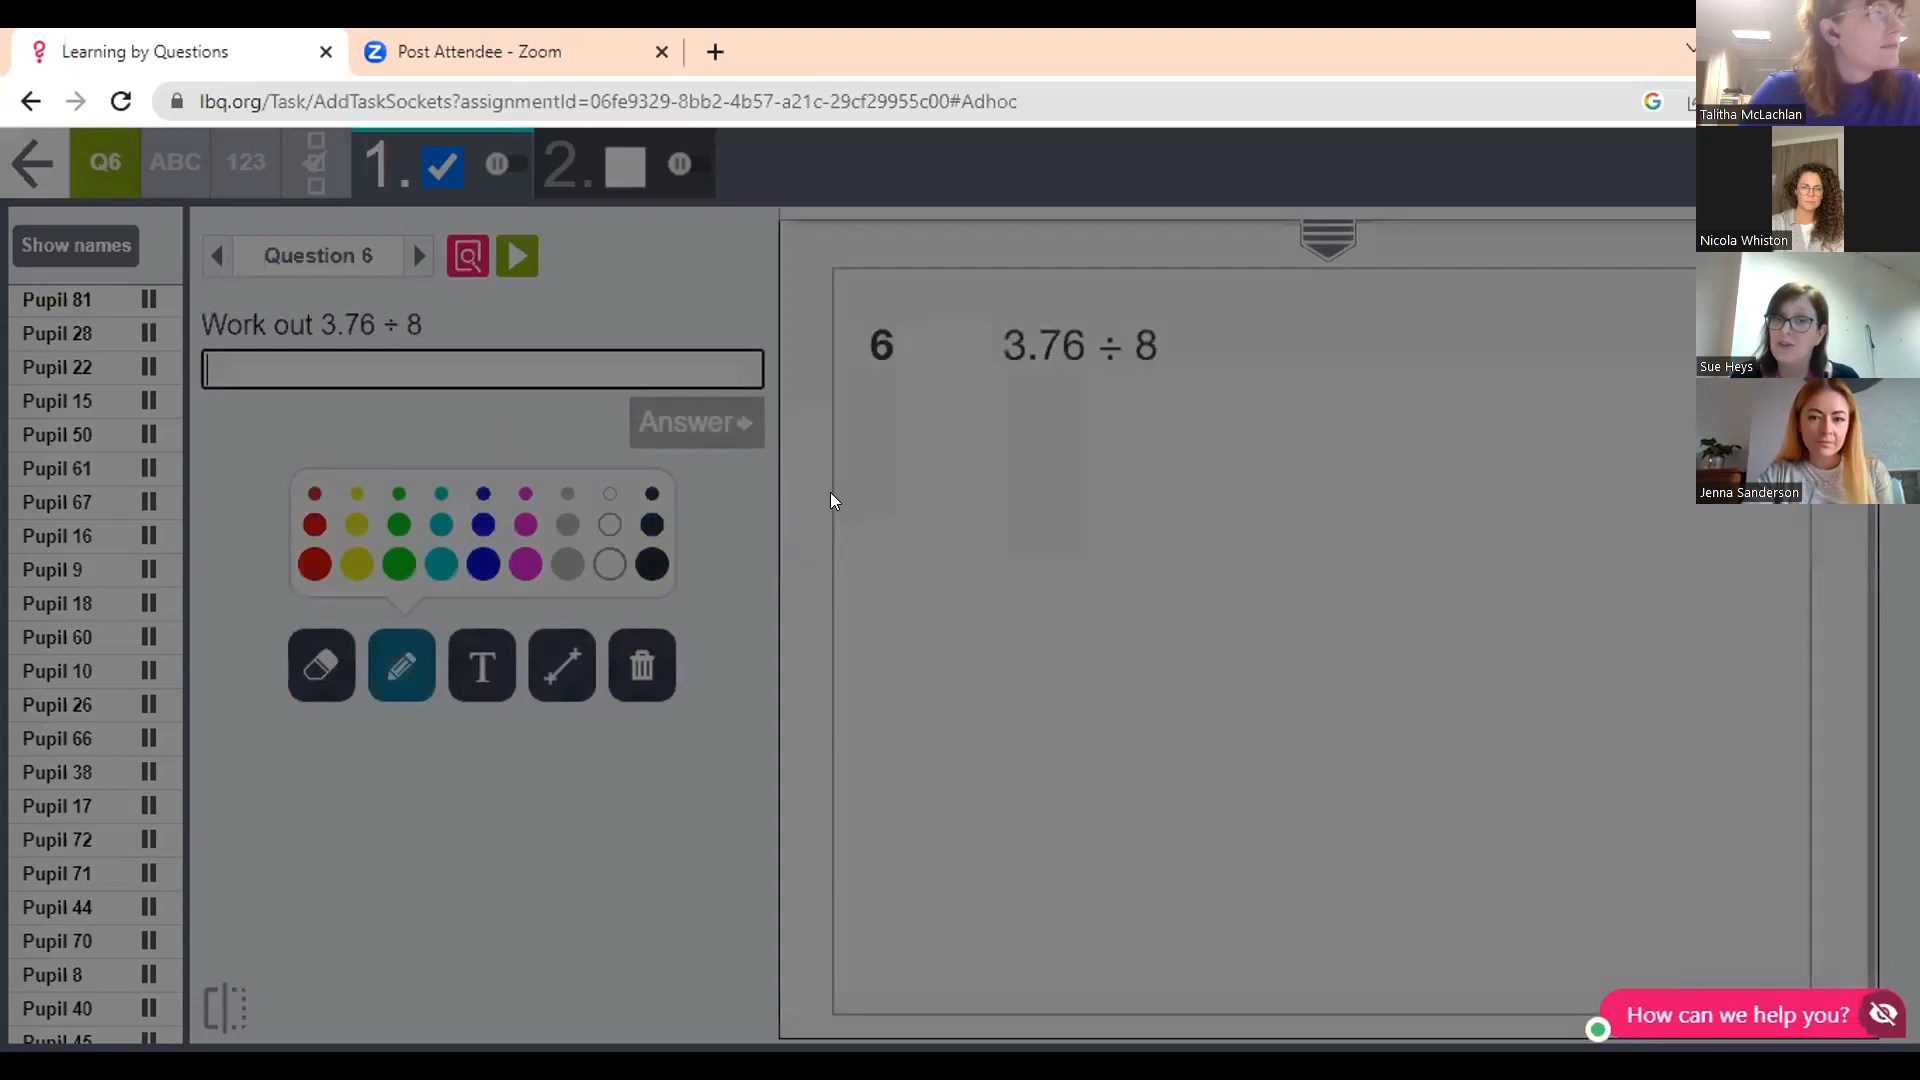 Learning by Questions
Post Attendee - Zoom
lbq.org/Task/AddTaskSockets?assignmentId=06fe9329-8bb2-4b57-a21c-29cf29955c00#Adhoc
Talitha McLachlan
Nicola Whiston
Sue Heys
Jenna Sanderson
Q6 ABC 123 1. 2.
Show names
Pupil 81
Pupil 28
Pupil 22
Pupil 15
Pupil 50
Pupil 61
Pupil 67
Pupil 16
Pupil 9
Pupil 18
Pupil 60
Pupil 10
Pupil 26
Pupil 66
Pupil 38
Pupil 17
Pupil 72
Pupil 71
Pupil 44
Pupil 70
Pupil 8
Pupil 40
Pupil 45
Question 6
Work out 3.76 ÷ 8
Answer
T
6 3.76 ÷ 8
How can we help you?